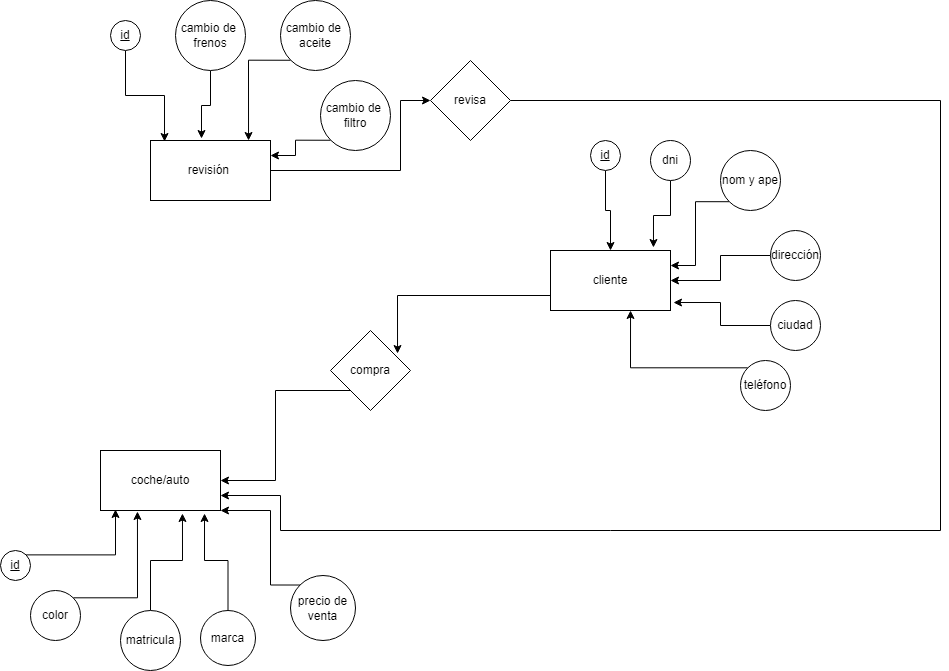 id
cambio de
frenos
cambio de
aceite
cambio de
filtro
revisa
revisión
id
dni
nom y ape
dirección
cliente
ciudad
teléfono
compra
coche/auto
id
color
matricula
marca
precio de
venta